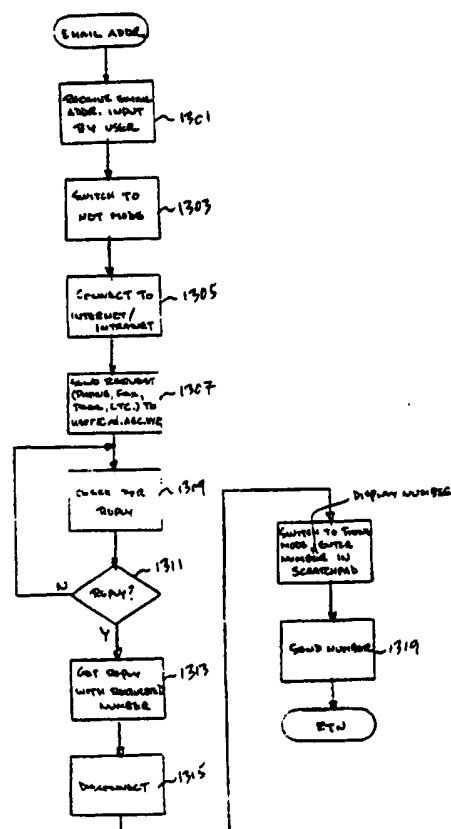 EMAIL ADDR
RECEIVE EMAIL
ADDR. INPUT
BY USER
1301
SWITCH TO
NET MODE
1303
CONNECT TO
INTERNET/
INTRANET
1305
SEND REQUEST
(PHONE, FAX,
ETC.) TO
1307
CHECK FOR
REPLY
1309
REPLY?
1311
N
Y
GET REPLY
WITH REQUESTED
NUMBER
1313
DISCONNECT
1315
DISPLAY NUMBER
SWITCH TO PHONE
MODE, ENTER
NUMBER IN
SCRATCHPAD
SEND NUMBER
1319
RTN